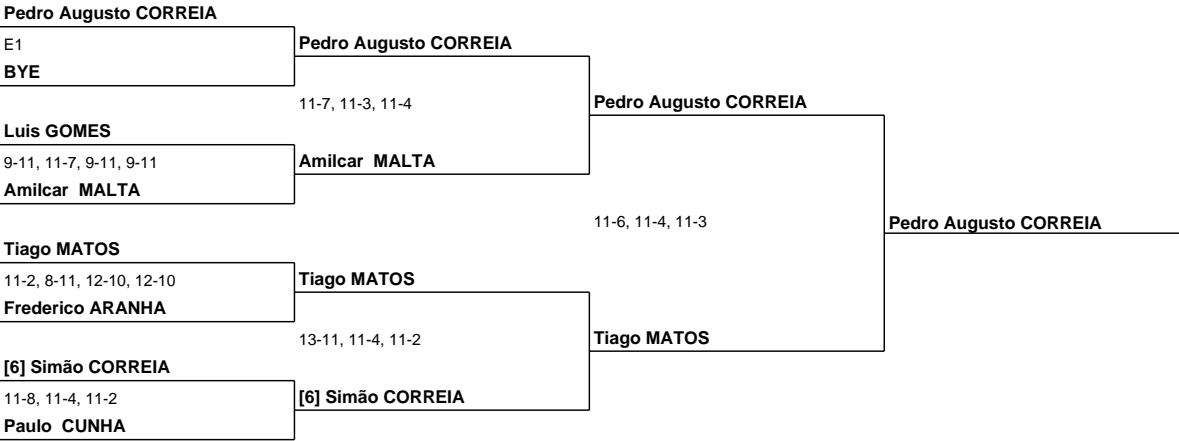 Pedro Augusto CORREIA
E1
BYE
Pedro Augusto CORREIA
11-7, 11-3, 11-4
Pedro Augusto CORREIA
Luis GOMES
9-11, 11-7, 9-11, 9-11
Amilcar MALTA
Amilcar MALTA
11-6, 11-4, 11-3
Pedro Augusto CORREIA
Tiago MATOS
11-2, 8-11, 12-10, 12-10
Frederico ARANHA
Tiago MATOS
13-11, 11-4, 11-2
Tiago MATOS
[6] Simão CORREIA
11-8, 11-4, 11-2
Paulo CUNHA
[6] Simão CORREIA